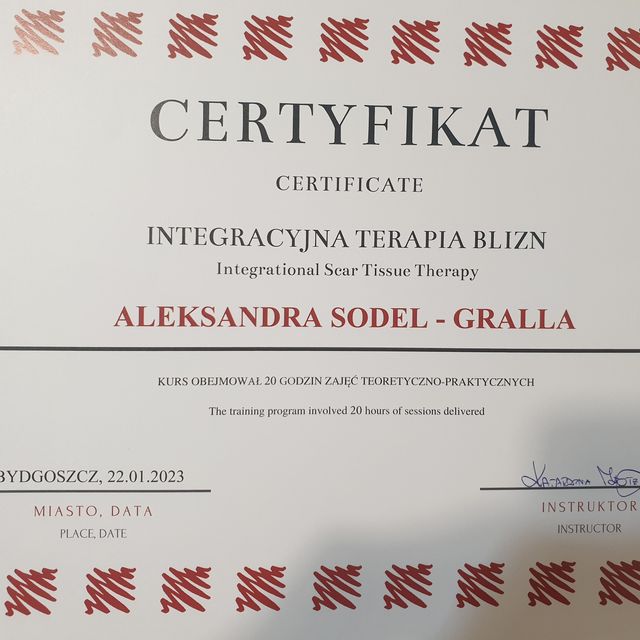 CERTYFIKAT
CERTIFICATE
INTEGRACYJNA TERAPIA BLIZN
Integrational Scar Tissue Therapy
ALEKSANDRA SODEL - GRALLA
KURS OBEJMOWAŁ 20 GODZIN ZAJĘĆ TEORETYCZNO-PRAKTYCZNYCH
The training program involved 20 hours of sessions delivered
BYDGOSZCZ, 22.01.2023
Katarzyna
MIASTO, DATA
INSTRUKTOR
PLACE, DATE
INSTRUCTOR